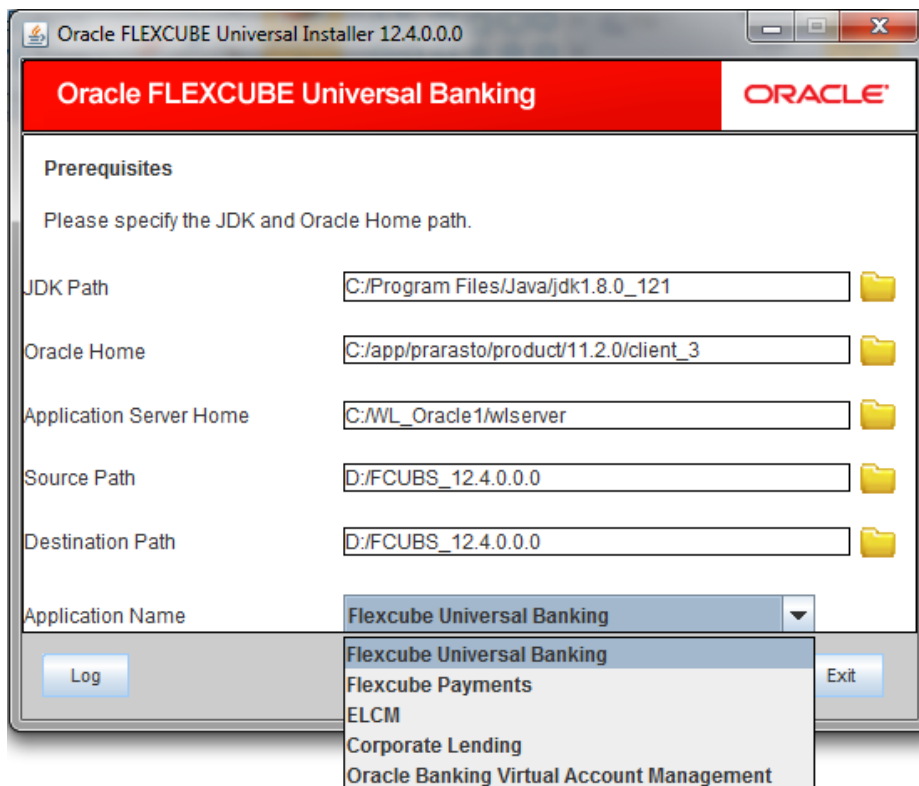 Oracle FLEXCUBE Universal Installer 12.4.0.0.0
Oracle FLEXCUBE Universal Banking
ORACLE
Prerequisites
Please specify the JDK and Oracle Home path.
JDK Path C:/Program Files/Java/jdk1.8.0_121
Oracle Home C:/app/prarasto/product/11.2.0/client_3
Application Server Home C:/WL_Oracle1/wlserver
Source Path D:/FCUBS_12.4.0.0.0
Destination Path D:/FCUBS_12.4.0.0.0
Application Name Flexcube Universal Banking
Flexcube Universal Banking
Log Exit
Flexcube Payments
ELCM
Corporate Lending
Oracle Banking Virtual Account Management